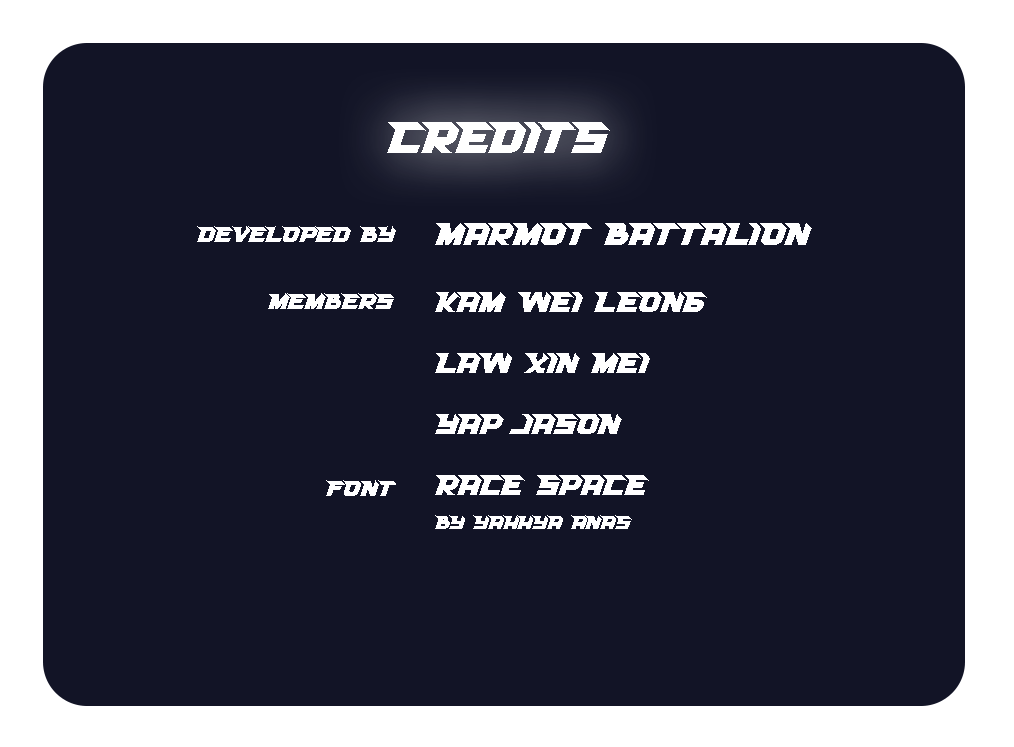 CREDITS
DEVELOPED BY MARMOT BATTALION
MEMBERS KAM WEI LEONG
LAW XIN MEI
YAP JASON
FONT RACE SPACE
BY YAHHYA ANAS